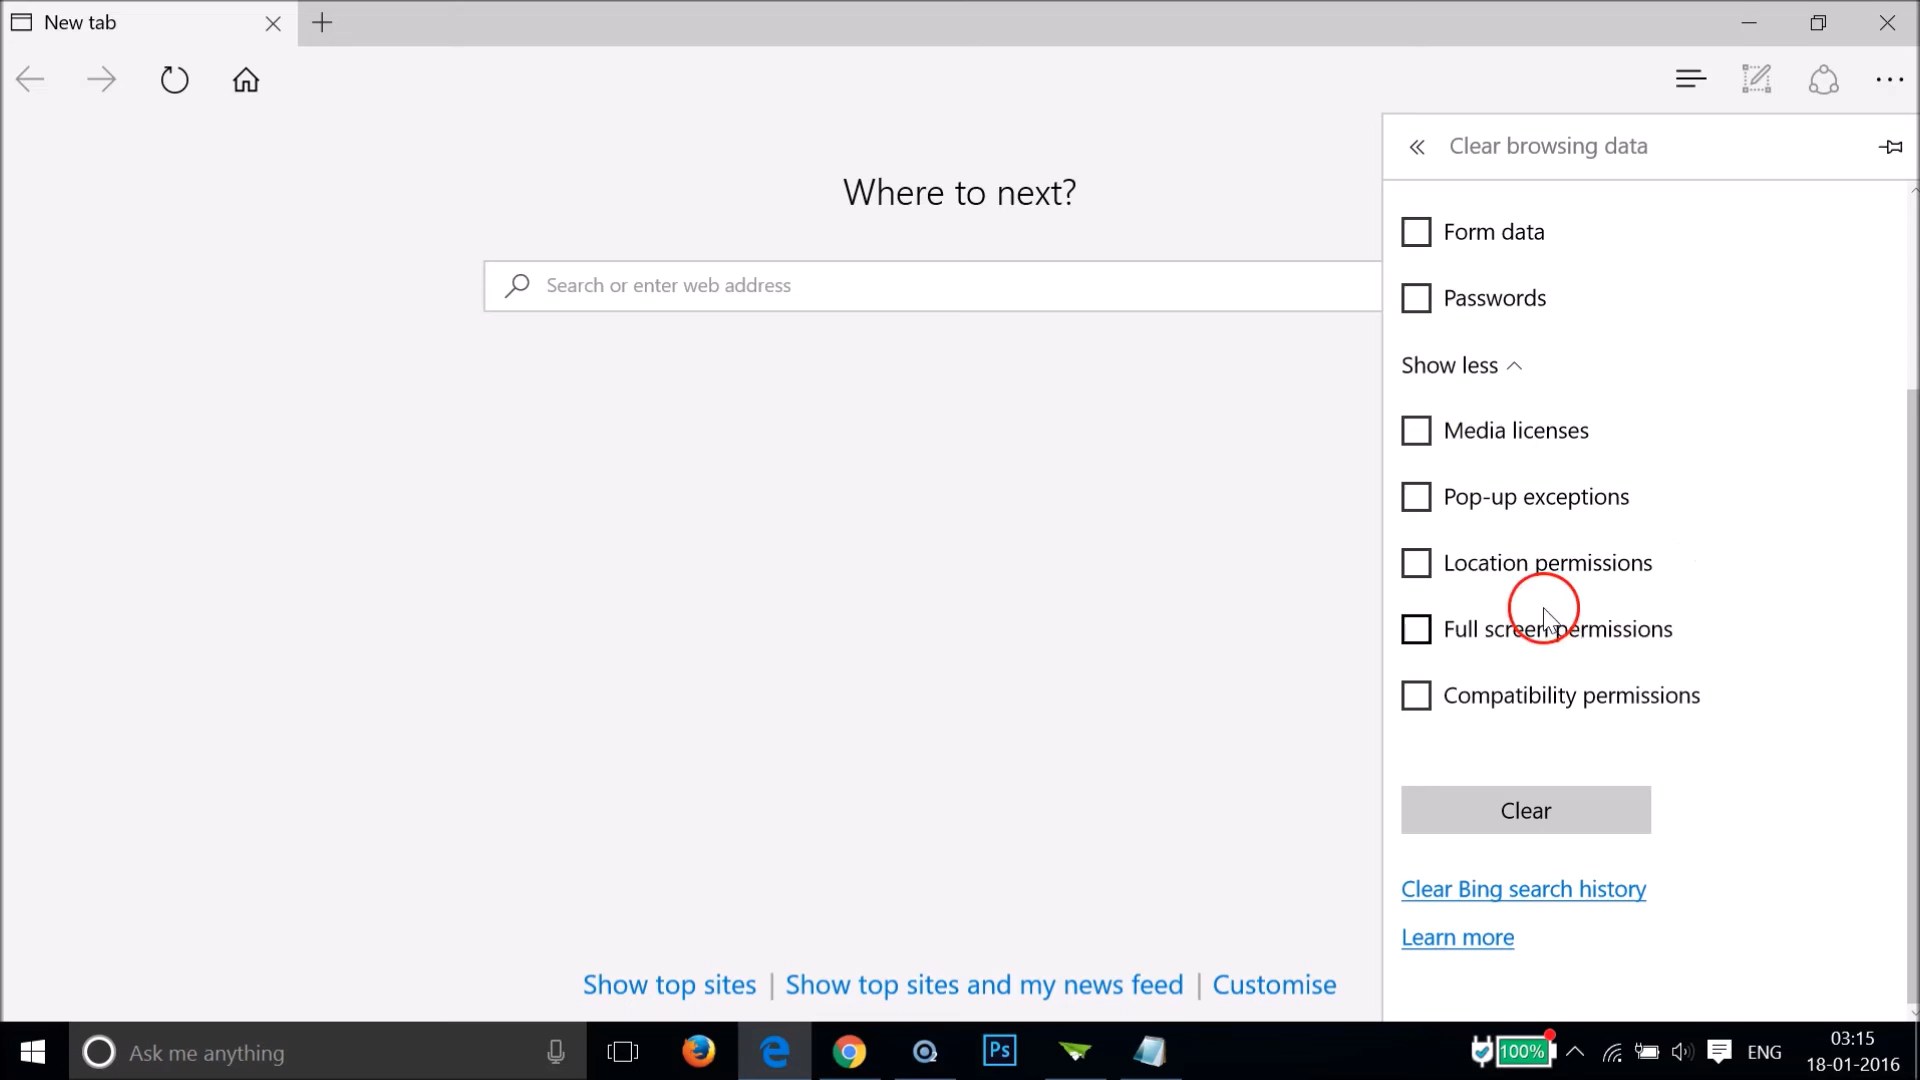 New tab
Clear browsing data
Where to next?
Search or enter web address
Form data
Passwords
Show less
Media licenses
Pop-up exceptions
Location permissions
Full screen permissions
Compatibility permissions
Clear
Clear Bing search history
Learn more
Show top sites | Show top sites and my news feed | Customise
Ask me anything
Ps
100%
ENG
03:15
18-01-2016